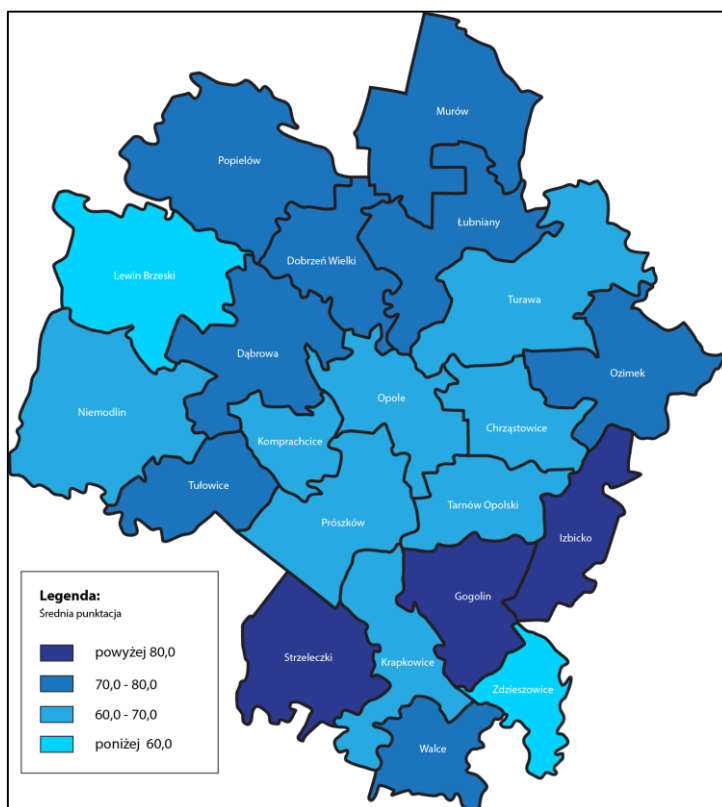 Murów
Popielów
Łubniany
Dobrzeń Wielki
Lewin Brzeski
Turawa
Dąbrowa
Ozimek
Opole
Niemodlin
Chrząstowice
Komprachcice
Tułowice
Tarnów Opolski
Prószków
Izbicko
Gogolin
Strzeleczki
Krapkowice
Zdzieszowice
Walce
Legenda:
Średnia punktacja
powyżej 80,0
70,0 - 80,0
60,0 - 70,0
poniżej 60,0